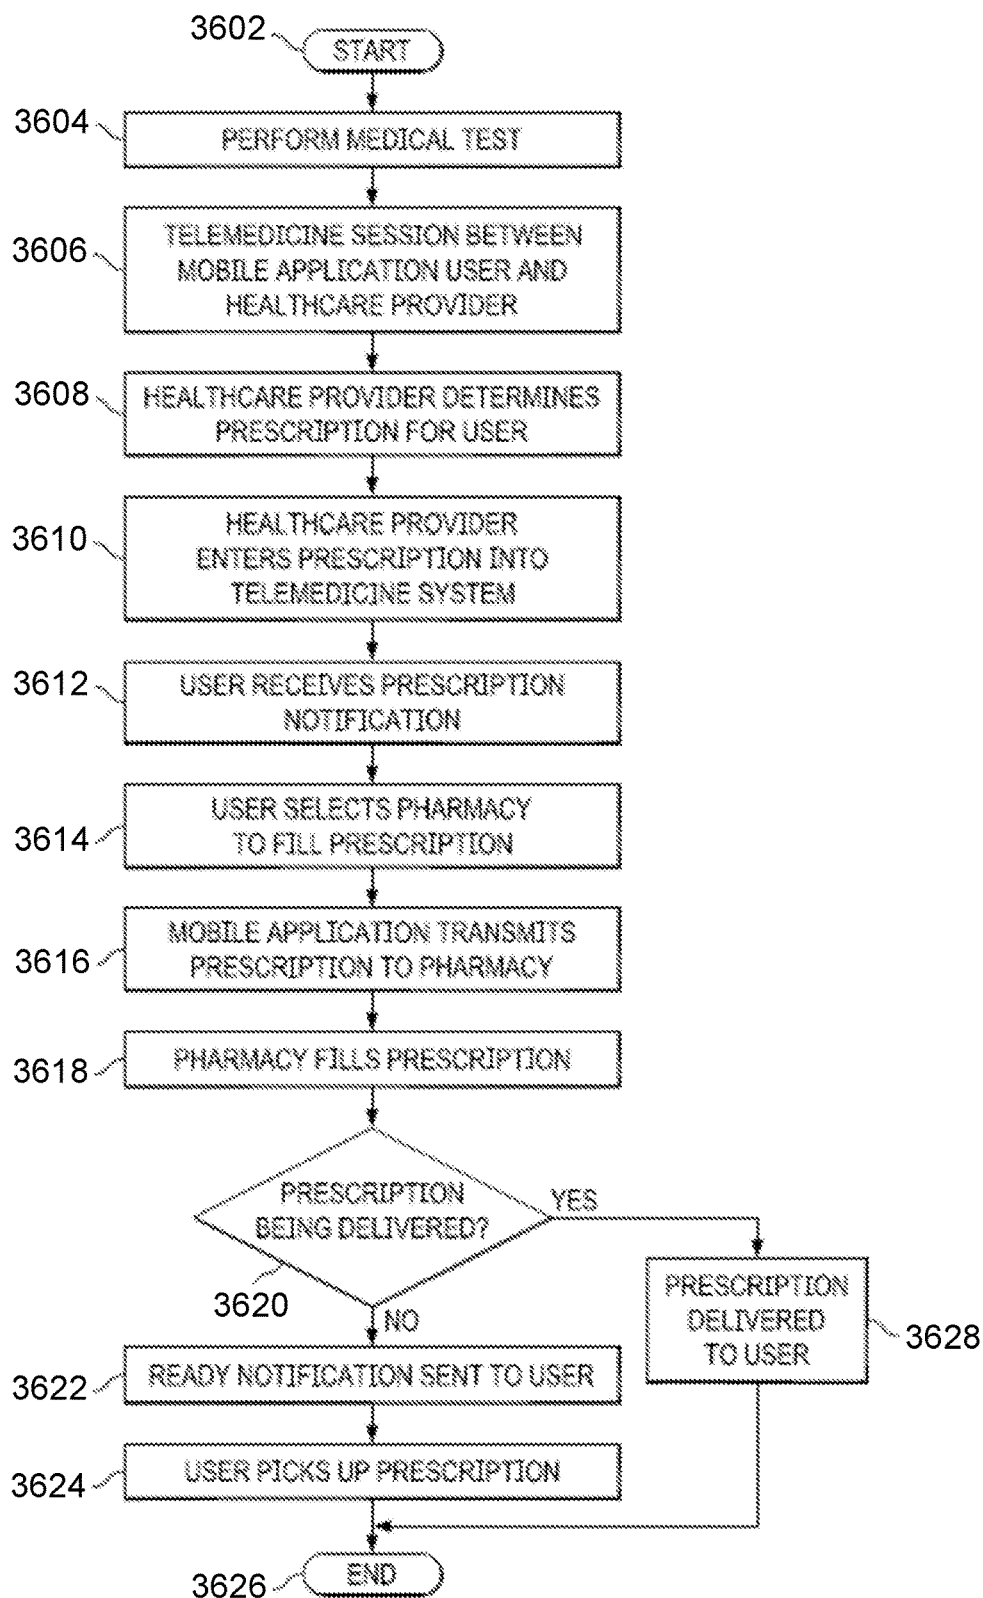 3602
START
3604
PERFORM MEDICAL TEST
3606
TELEMEDICINE SESSION BETWEEN
MOBILE APPLICATION USER AND
HEALTHCARE PROVIDER
3608
HEALTHCARE PROVIDER DETERMINES
PRESCRIPTION FOR USER
3610
HEALTHCARE PROVIDER
ENTERS PRESCRIPTION INTO
TELEMEDICINE SYSTEM
3612
USER RECEIVES PRESCRIPTION
NOTIFICATION
3614
USER SELECTS PHARMACY
TO FILL PRESCRIPTION
3616
MOBILE APPLICATION TRANSMITS
PRESCRIPTION TO PHARMACY
3618
PHARMACY FILLS PRESCRIPTION
PRESCRIPTION
BEING DELIVERED?
3620
YES
NO
PRESCRIPTION
DELIVERED
TO USER
3628
3622
READY NOTIFICATION SENT TO USER
3624
USER PICKS UP PRESCRIPTION
3626
END